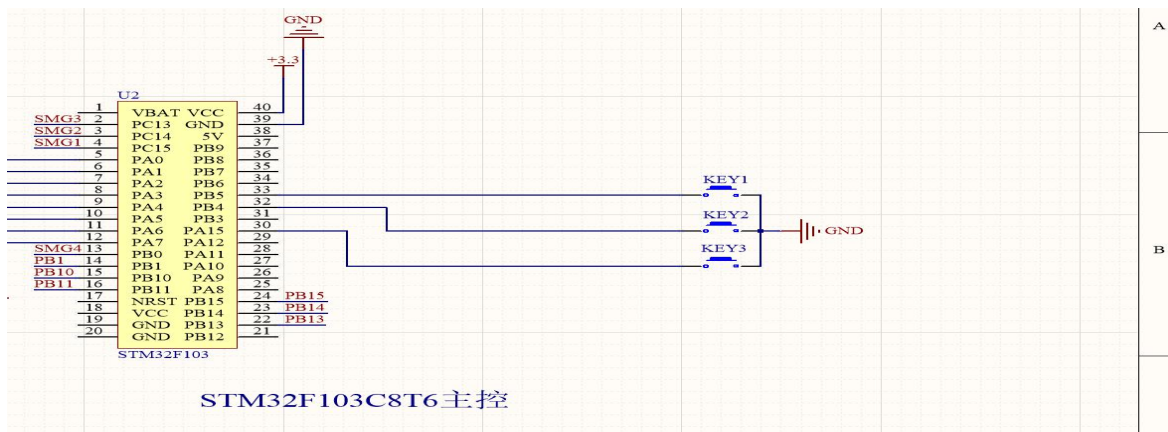 GND
A
+3.3
U2
1 VBAT VCC 40
SMG3 2 PC13 GND 39
SMG2 3 PC14 5V 38
SMG1 4 PC15 PB9 37
5 PA0 PB8 36
6 PA1 PB7 35
7 PA2 PB6 34
8 PA3 PB5 33 KEY1
9 PA4 PB4 32 KEY2
10 PA5 PB3 31
11 PA6 PA15 30 GND
12 PA7 PA12 29 KEY3
SMG4 13 PB0 PA11 28 B
PB1 14 PB1 PA10 27
PB10 15 PB10 PA9 26
PB11 16 PB11 PA8 25
17 NRST PB15 24 PB15
18 VCC PB14 23 PB14
19 GND PB13 22 PB13
20 GND PB12 21
STM32F103
STM32F103C8T6主控